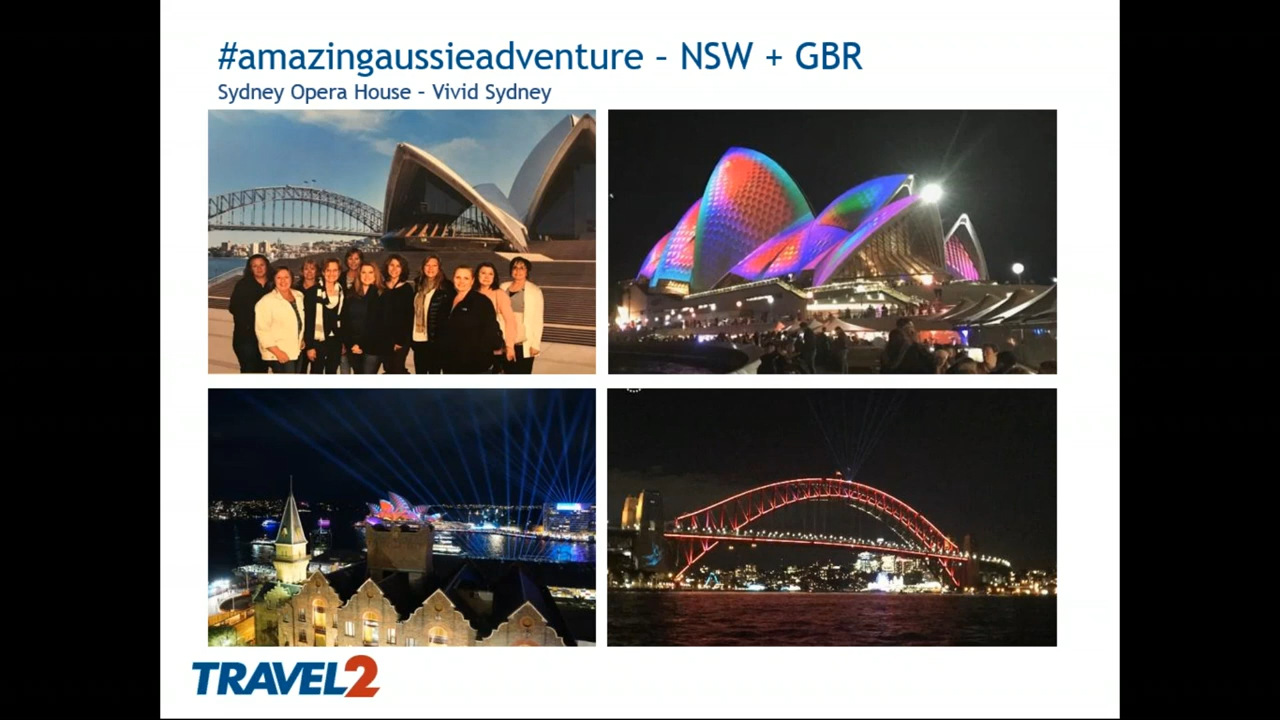 #amazingaussieadventure – NSW + GBR
Sydney Opera House – Vivid Sydney
TRAVEL2